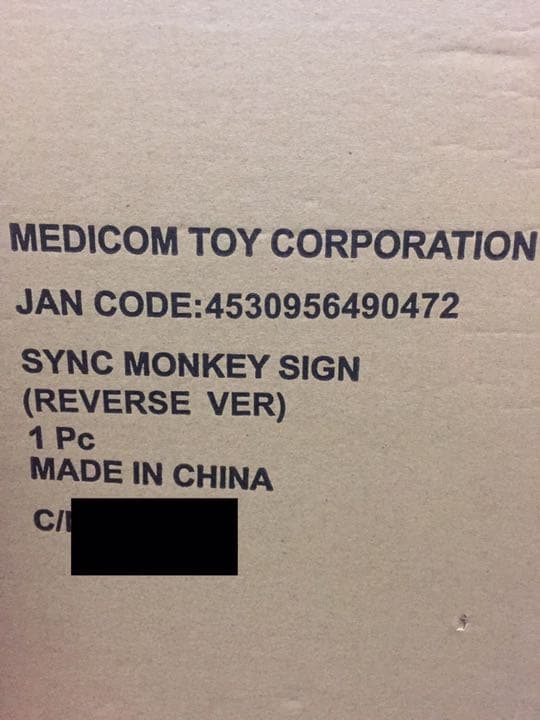 MEDICOM TOY CORPORATION
JAN CODE:4530956490472
SYNC MONKEY SIGN
(REVERSE VER)
1 Pc
MADE IN CHINA